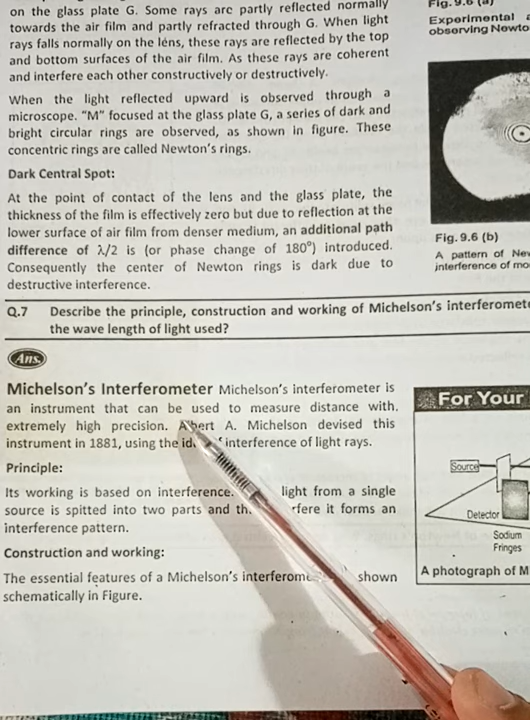 on the glass plate G. Some rays are partly reflected normally
towards the air film and partly refracted through G. When light
rays falls normally on the lens, these rays are reflected by the top
and bottom surfaces of the air film. As these rays are coherent
and interfere each other constructively or destructively.
When the light reflected upward is observed through a
microscope. "M" focused at the glass plate G, a series of dark and
bright circular rings are observed, as shown in figure. These
concentric rings are called Newton's rings.
Dark Central Spot:
At the point of contact of the lens and the glass plate, the
thickness of the film is effectively zero but due to reflection at the
lower surface of air film from denser medium, an additional path
difference of λ/2 is (or phase change of 180°) introduced.
Consequently the center of Newton rings is dark due to
destructive interference.
Fig. 9.6 (a)
Experimental
observing
Fig. 9.6 (b)
A pattern of
interference of
Q.7 Describe the principle, construction and working of Michelson's
the wave length of light used?
Ans.
Michelson's Interferometer Michelson's interferometer is
an instrument that can be used to measure distance with.
extremely high precision. A. Michelson devised this
instrument in 1881, using the interference of light rays.
Principle:
Its working is based on interference. light from a single
source is spitted into two parts and it forms an
interference pattern.
Construction and working:
The essential features of a Michelson's shown
schematically in Figure.
For Your
Source
Detector
Sodium
Fringes
A photograph of